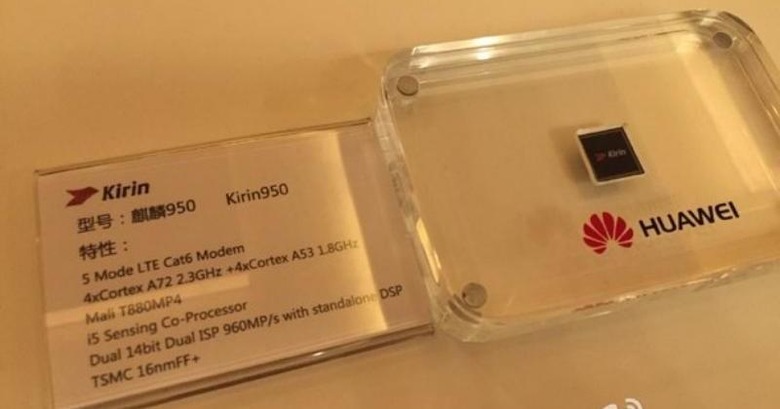 Kirin
型号：麒麟950 Kirin950
特性：
5 Mode LTE Cat6 Modem
4xCortex A72 2.3GHz +4xCortex A53 1.8GHz
Mali T880MP4
i5 Sensing Co-Processor
Dual 14bit Dual ISP 960MP/s with standalone DSP
TSMC 16nmFF+
Kirin
HUAWEI